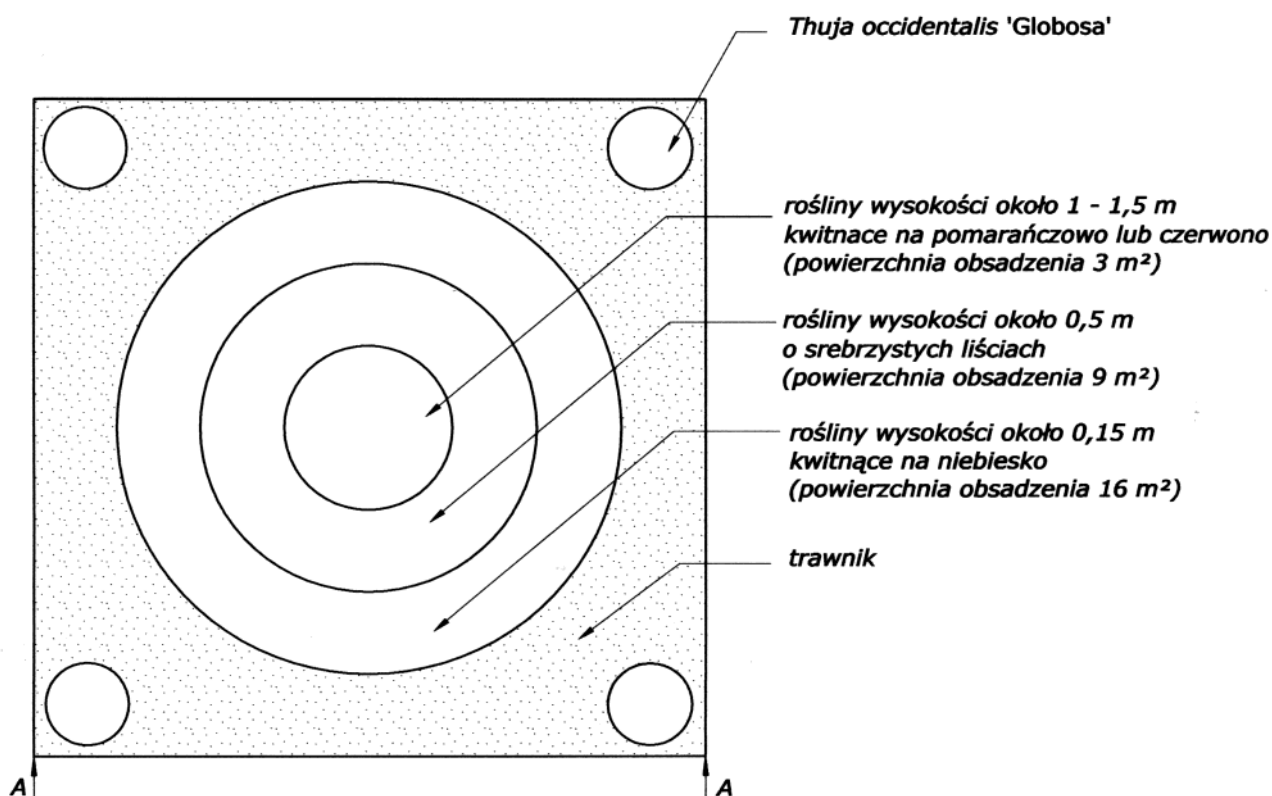 Thuja occidentalis 'Globosa'
rośliny wysokości około 1 - 1,5 m
kwitnace na pomarańczowo lub czerwono
(powierzchnia obsadzenia 3 m²)
rośliny wysokości około 0,5 m
o srebrzystych liściach
(powierzchnia obsadzenia 9 m²)
rośliny wysokości około 0,15 m
kwitnące na niebiesko
(powierzchnia obsadzenia 16 m²)
trawnik
A A